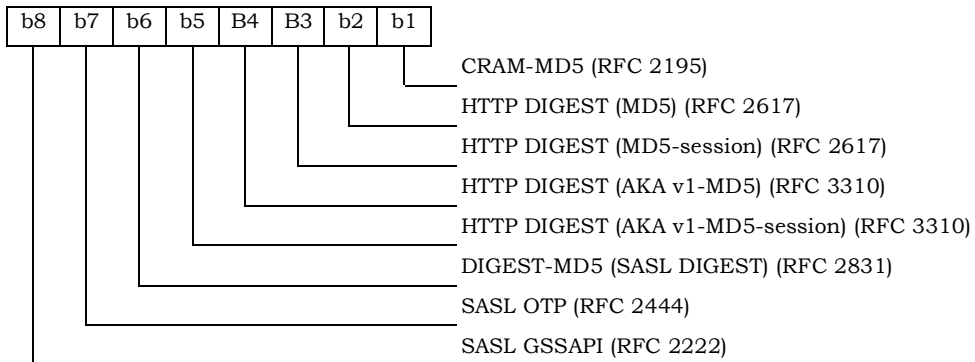 b8 b7 b6 b5 B4 B3 b2 b1
CRAM-MD5 (RFC 2195)
HTTP DIGEST (MD5) (RFC 2617)
HTTP DIGEST (MD5-session) (RFC 2617)
HTTP DIGEST (AKA v1-MD5) (RFC 3310)
HTTP DIGEST (AKA v1-MD5-session) (RFC 3310)
DIGEST-MD5 (SASL DIGEST) (RFC 2831)
SASL OTP (RFC 2444)
SASL GSSAPI (RFC 2222)